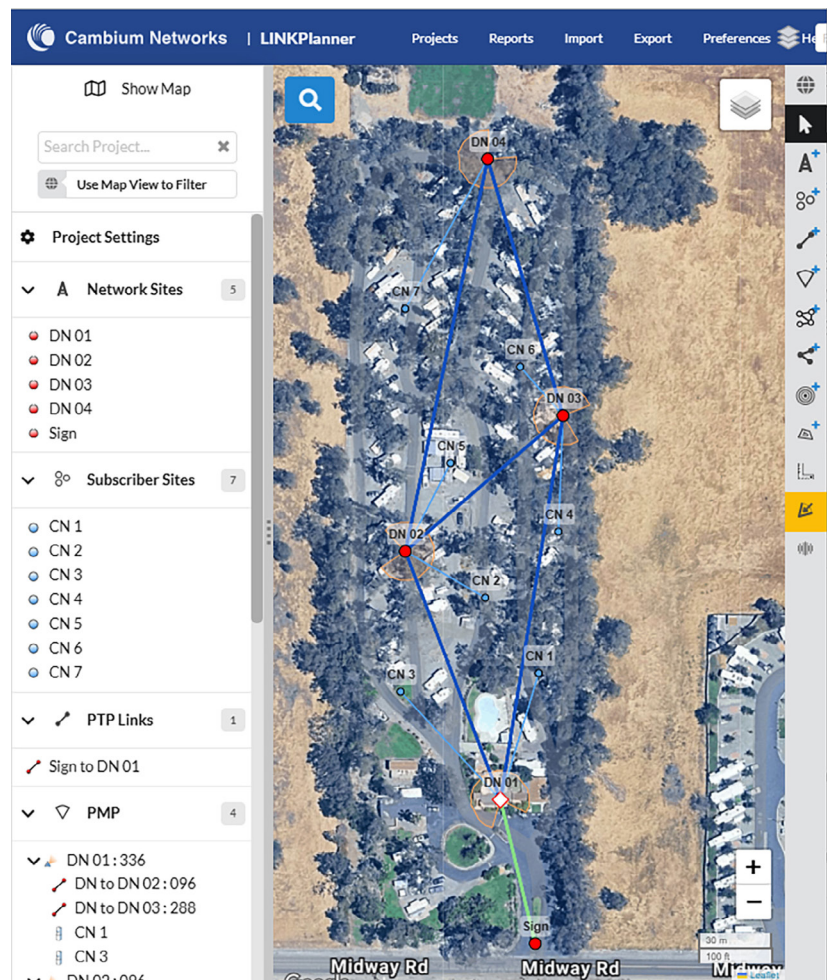 Cambium Networks | LINKPlanner
Projects
Reports
Import
Export
Preferences
Show Map
Search Project...
Use Map View to Filter
Project Settings
Network Sites 5
DN 01
DN 02
DN 03
DN 04
Sign
Subscriber Sites 7
CN 1
CN 2
CN 3
CN 4
CN 5
CN 6
CN 7
PTP Links 1
Sign to DN 01
PMP 4
DN 01 : 336
DN to DN 02 : 096
DN to DN 03 : 288
CN 1
CN 3
DN 04
CN 7
CN 6
DN 03
CN 5
CN 4
DN 02
CN 2
CN 1
CN 3
DN 01
Sign
30 m
100 ft
Midway Rd
Midway Rd
Midway
Leaflet